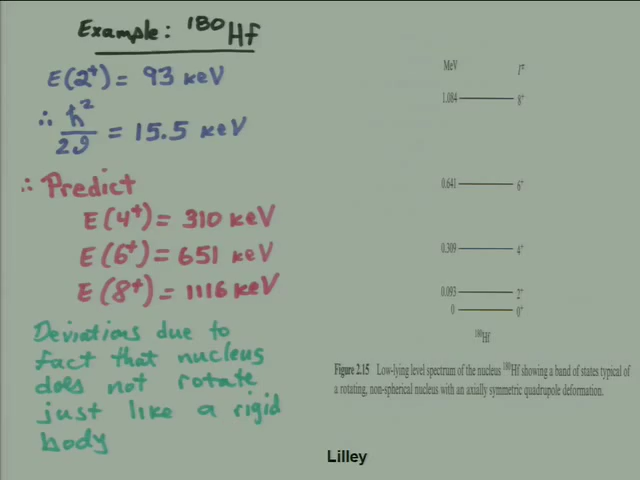 Example: ¹⁸⁰Hf
E(2⁺) = 93 keV
∴ ħ²/2𝓘 = 15.5 keV
∴ Predict
E(4⁺) = 310 keV
E(6⁺) = 651 keV
E(8⁺) = 1116 keV
Deviations due to
fact that nucleus
does not rotate
just like a rigid
body
MeV I^π
1.084 8⁺
0.641 6⁺
0.309 4⁺
0.093 2⁺
0 0⁺
¹⁸⁰Hf
Figure 2.15 Low-lying level spectrum of the nucleus ¹⁸⁰Hf showing a band of states typical of
a rotating, non-spherical nucleus with an axially symmetric quadrupole deformation.
Lilley